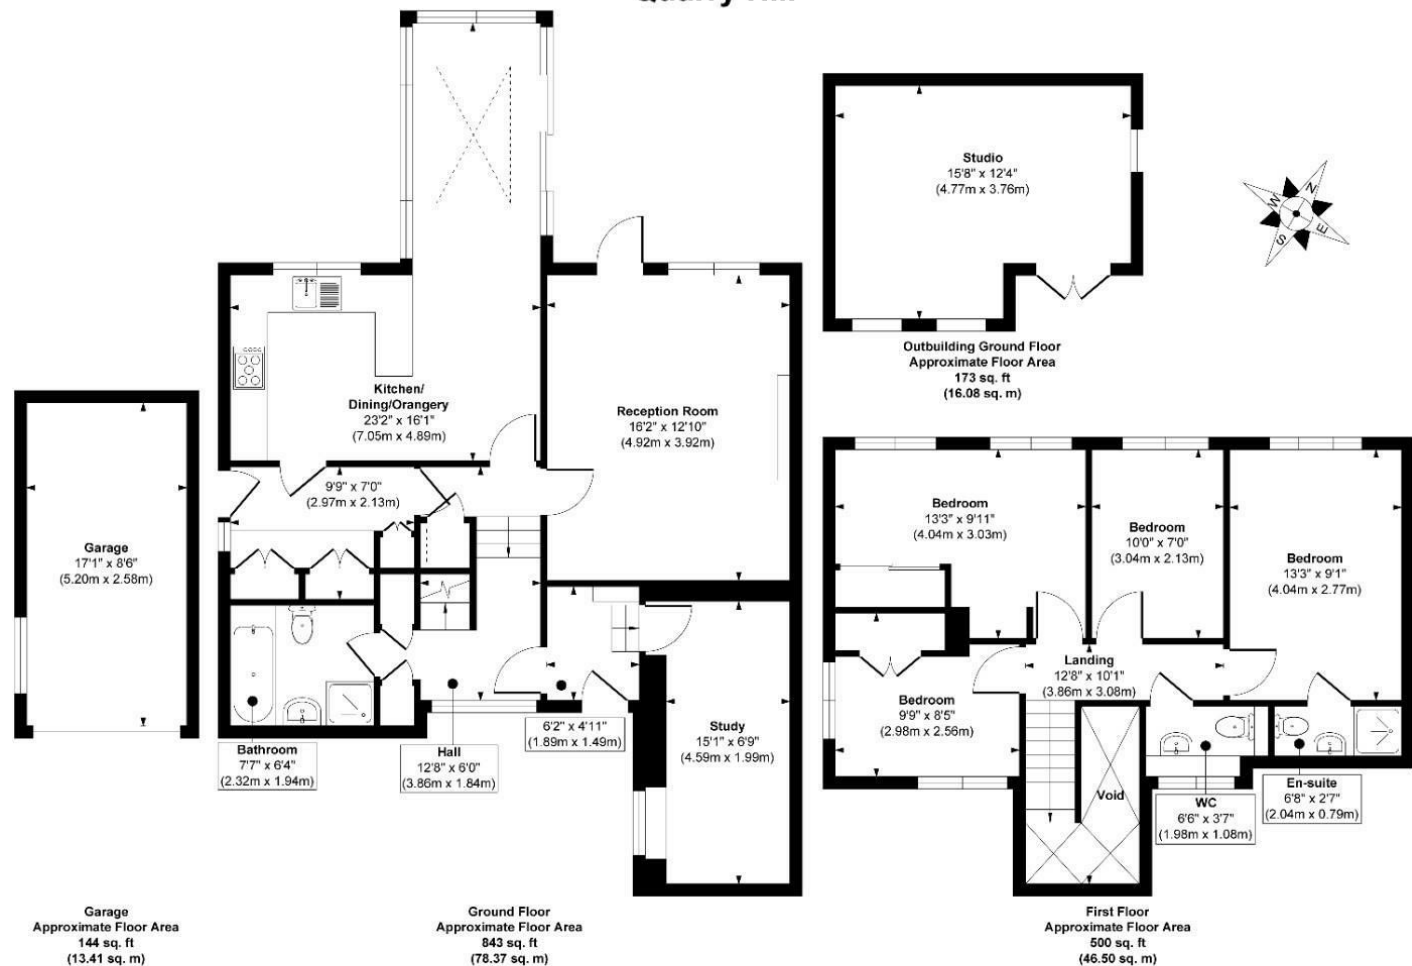 Studio
15'8" x 12'4"
(4.77m x 3.76m)
N
W
E
S
Outbuilding Ground Floor
Approximate Floor Area
173 sq. ft
(16.08 sq. m)
Kitchen/
Dining/Orangery
23'2" x 16'1"
(7.05m x 4.89m)
Reception Room
16'2" x 12'10"
(4.92m x 3.92m)
9'9" x 7'0"
(2.97m x 2.13m)
Garage
17'1" x 8'6"
(5.20m x 2.58m)
Bedroom
13'3" x 9'11"
(4.04m x 3.03m)
Bedroom
10'0" x 7'0"
(3.04m x 2.13m)
Bedroom
13'3" x 9'1"
(4.04m x 2.77m)
Landing
12'8" x 10'1"
(3.86m x 3.08m)
Bedroom
9'9" x 8'5"
(2.98m x 2.56m)
Bathroom
7'7" x 6'4"
(2.32m x 1.94m)
Hall
12'8" x 6'0"
(3.86m x 1.84m)
6'2" x 4'11"
(1.89m x 1.49m)
Study
15'1" x 6'9"
(4.59m x 1.99m)
Void
WC
6'6" x 3'7"
(1.98m x 1.08m)
En-suite
6'8" x 2'7"
(2.04m x 0.79m)
Garage
Approximate Floor Area
144 sq. ft
(13.41 sq. m)
Ground Floor
Approximate Floor Area
843 sq. ft
(78.37 sq. m)
First Floor
Approximate Floor Area
500 sq. ft
(46.50 sq. m)